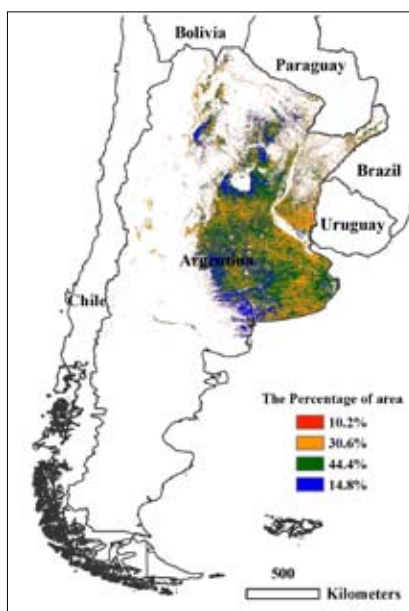 Bolivia
Paraguay
Brazil
Uruguay
Argentina
Chile
The Percentage of area
10.2%
30.6%
44.4%
14.8%
500
Kilometers